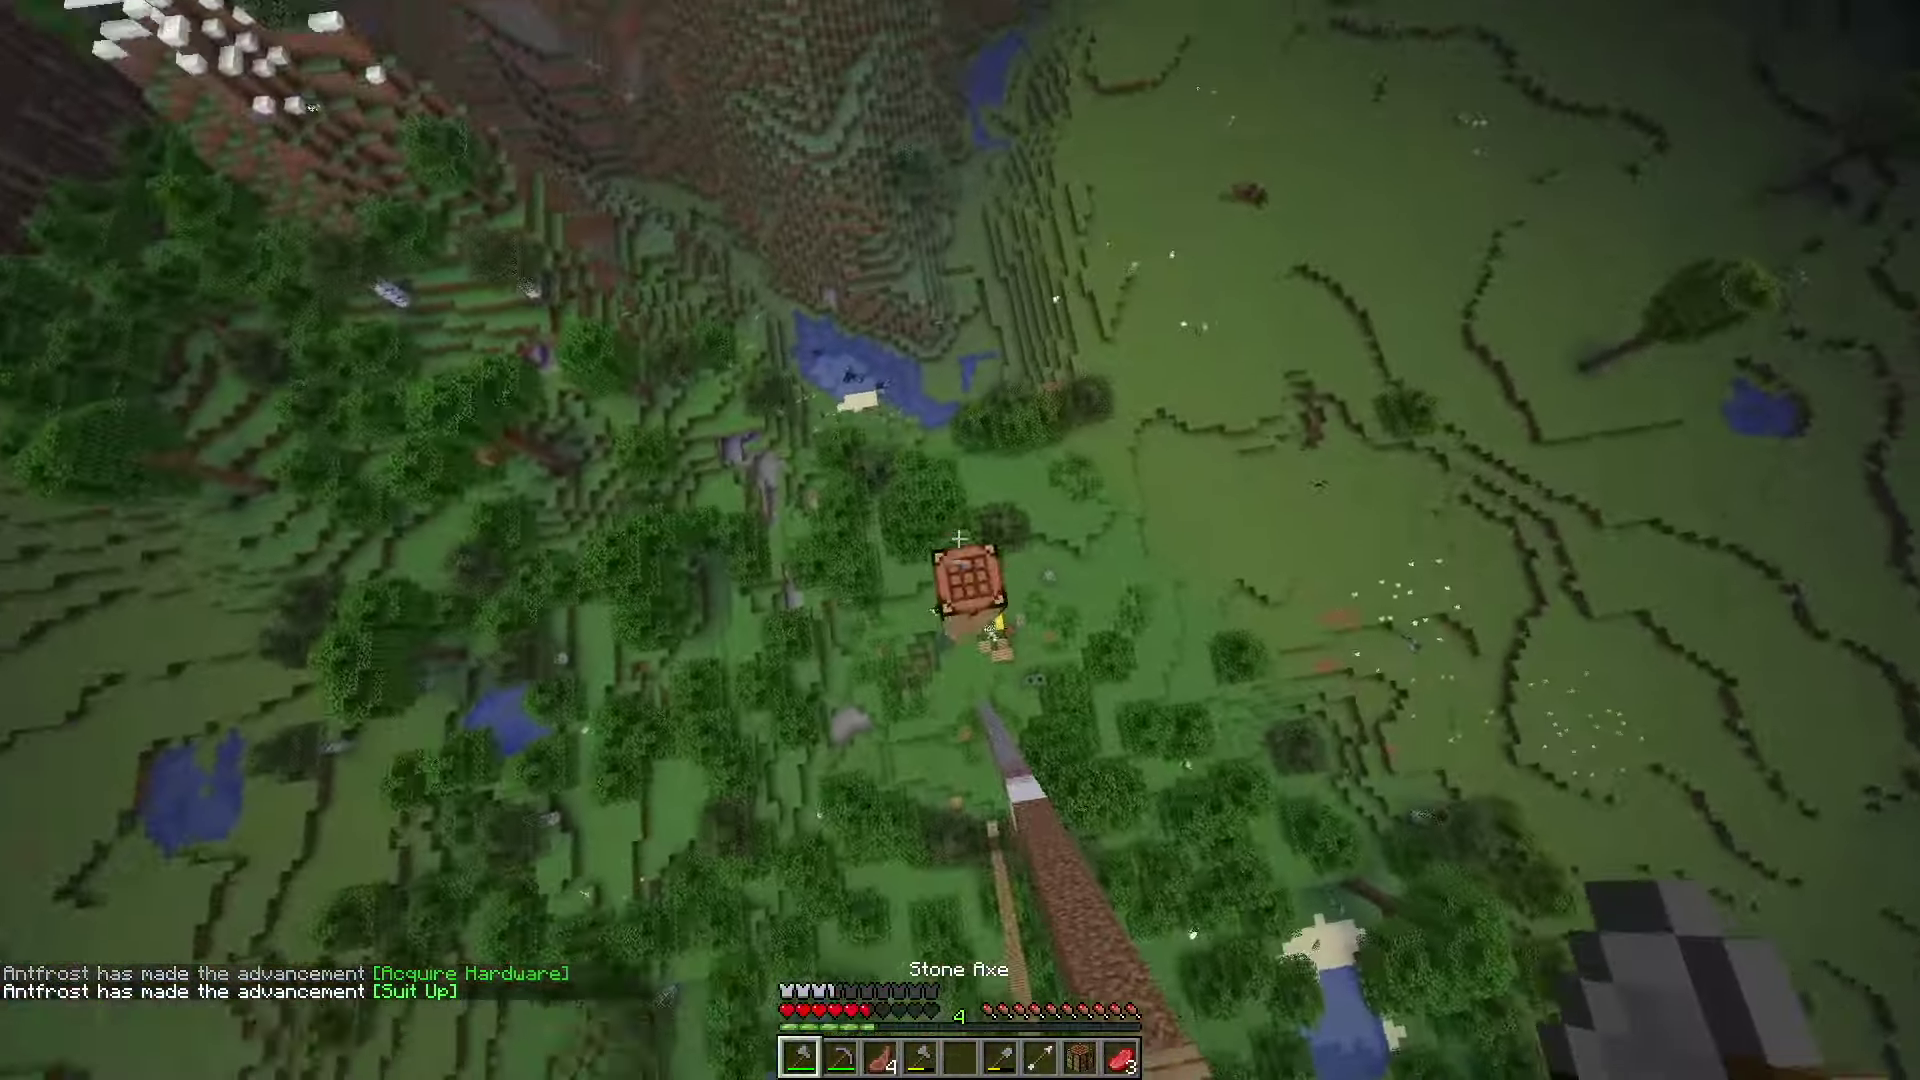 Antfrost has made the advancement [Acquire Hardware]
Antfrost has made the advancement [Suit Up]
Stone Axe
4
4
3